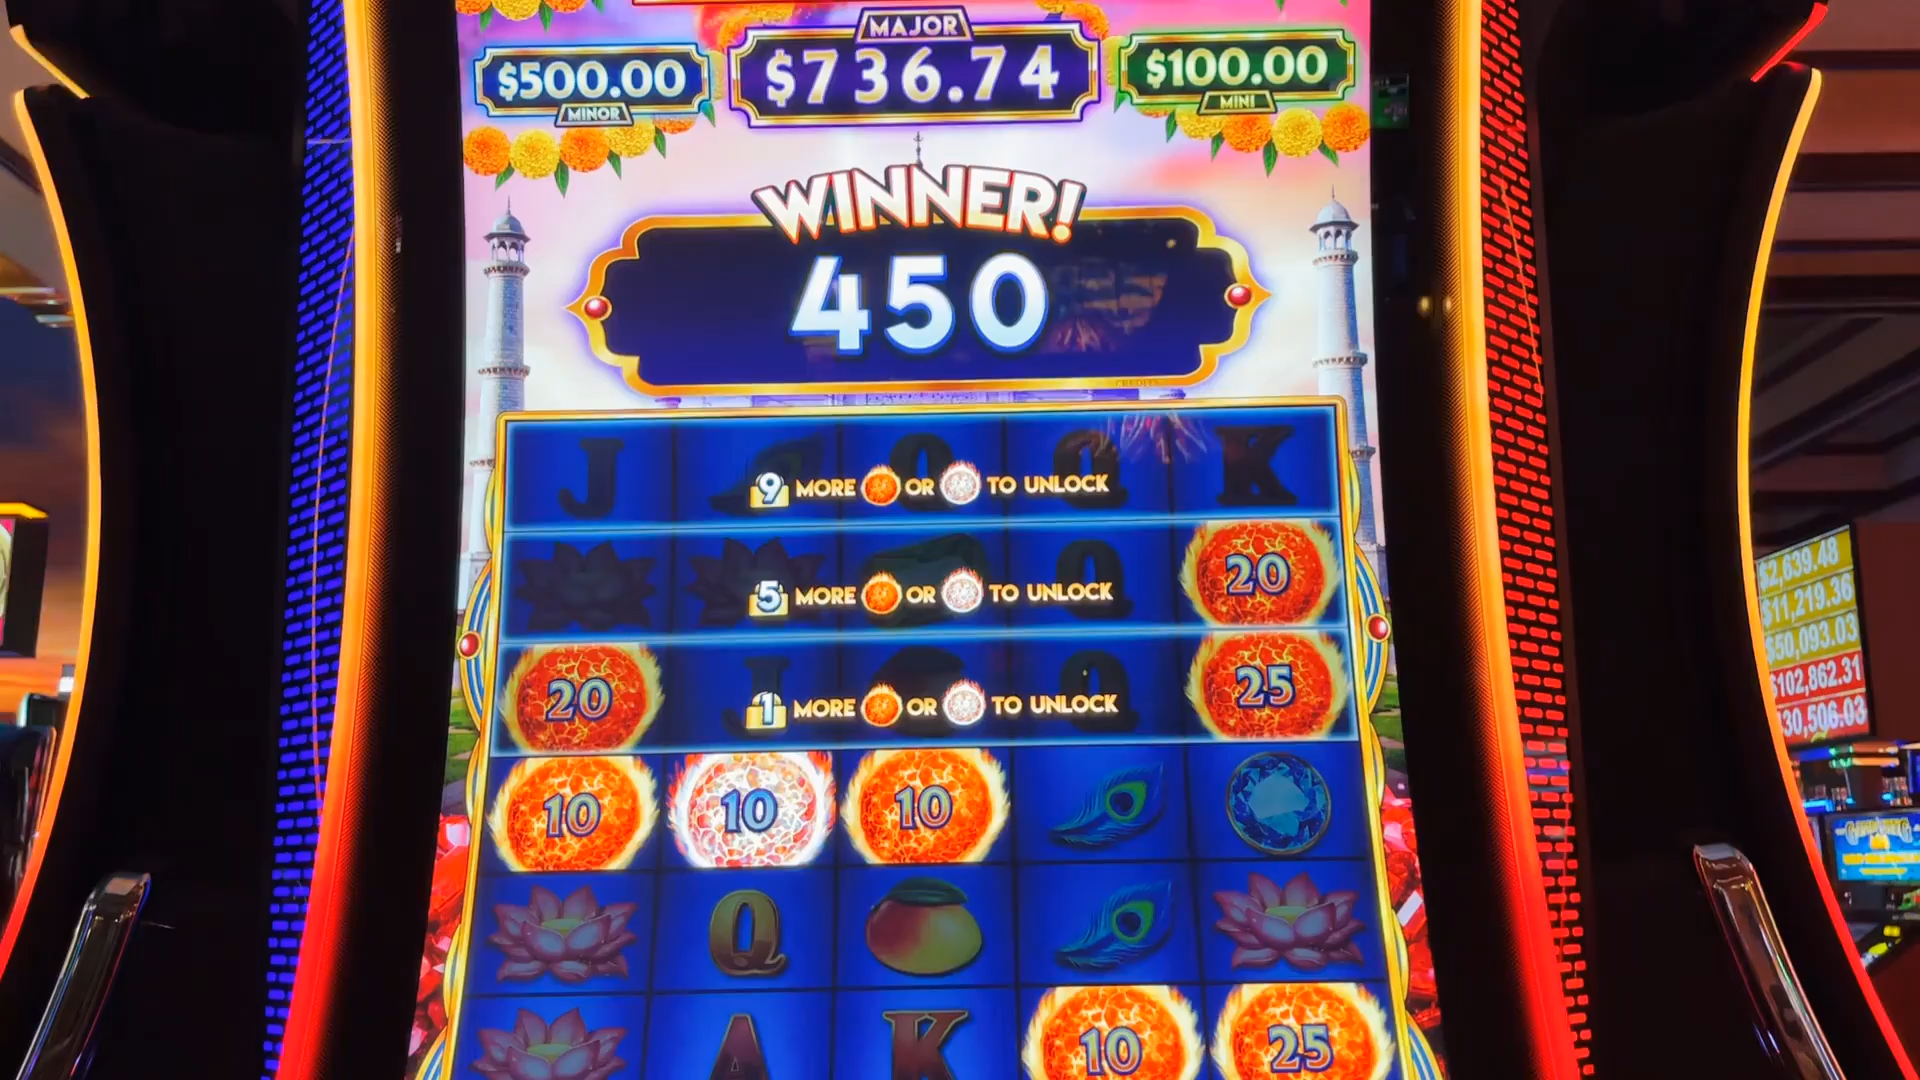 MAJOR
$500.00 $736.74 $100.00
MINOR MINI
WINNER!
450
CREDITS
J Q Q K
9 MORE OR TO UNLOCK
Q 20
5 MORE OR TO UNLOCK
20 J Q 25
1 MORE OR TO UNLOCK
10 10 10
Q
A K 10 25
$2,639.48
$11,219.36
$50,093.03
$102,862.31
30,506.03